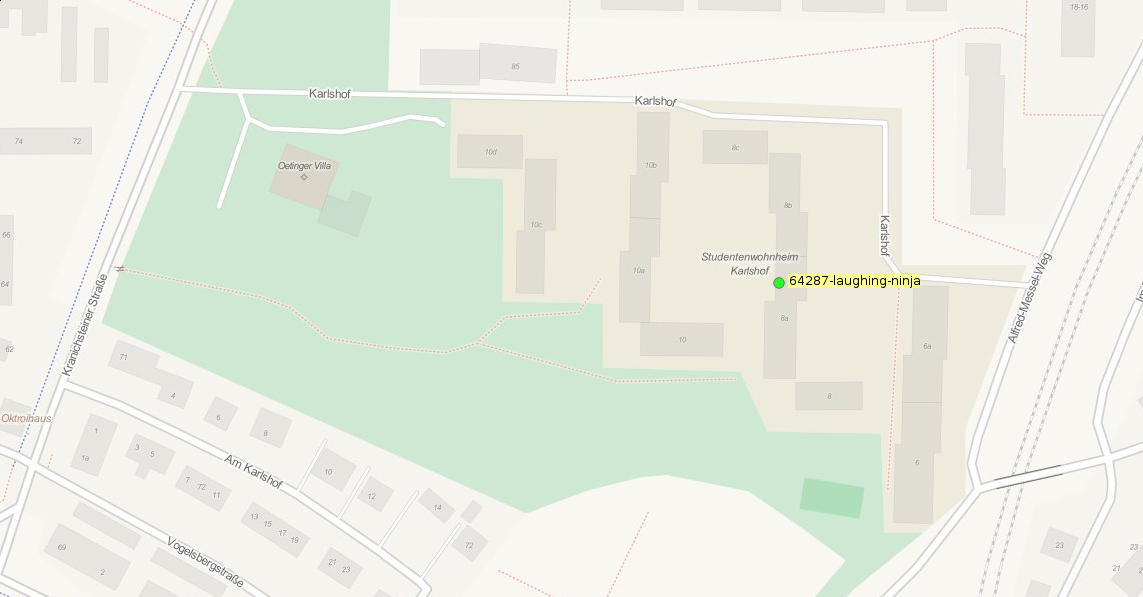 18-16
85
Karlshof
Karlshof
74
72
8c
10d
10b
Oetinger Villa
8b
66
10c
Karlshof
Studentenwohnheim
Karlshof
10a
64287-laughing-ninja
64
Kranichsteiner Straße
Alfred-Messel-Weg
8a
10
6a
62
71
4
8
6
8
Oktroihaus
1
3
5
1a
Am Karlshof
10
7
72
11
12
14
6
13
15
17
19
72
69
Vogelsbergstraße
2
21
23
23
23
21